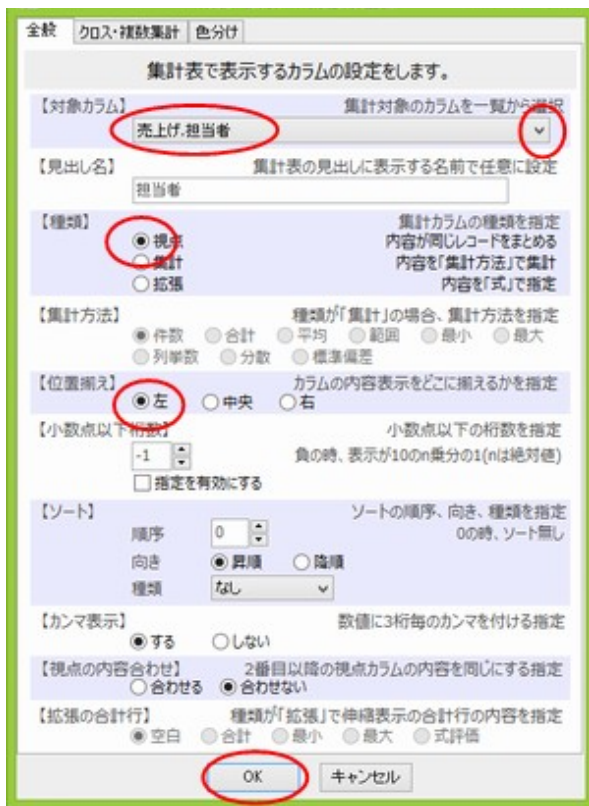 全般 クロス・複数集計 色分け
集計表で表示するカラムの設定をします。
【対象カラム】 集計対象のカラムを一覧から選択
売上げ.担当者
【見出し名】 集計表の見出しに表示する名前で任意に設定
担当者
【種類】 集計カラムの種類を指定
視点 内容が同じレコードをまとめる
集計 内容を「集計方法」で集計
拡張 内容を「式」で指定
【集計方法】 種類が「集計」の場合、集計方法を指定
件数 合計 平均 範囲 最小 最大
列挙数 分散 標準偏差
【位置揃え】 カラムの内容表示をどこに揃えるかを指定
左 中央 右
【小数点以下桁数】 小数点以下の桁数を指定
-1 負の時、表示が10のn乗分の1(nは絶対値)
指定を有効にする
【ソート】 ソートの順序、向き、種類を指定
順序 0 0の時、ソート無し
向き 昇順 降順
種類 なし
【カンマ表示】 数値に3桁毎のカンマを付ける指定
する しない
【視点の内容合わせ】 2番目以降の視点カラムの内容を同じにする指定
合わせる 合わせない
【拡張の合計行】 種類が「拡張」で伸縮表示の合計行の内容を指定
空白 合計 最小 最大 式評価
OK キャンセル